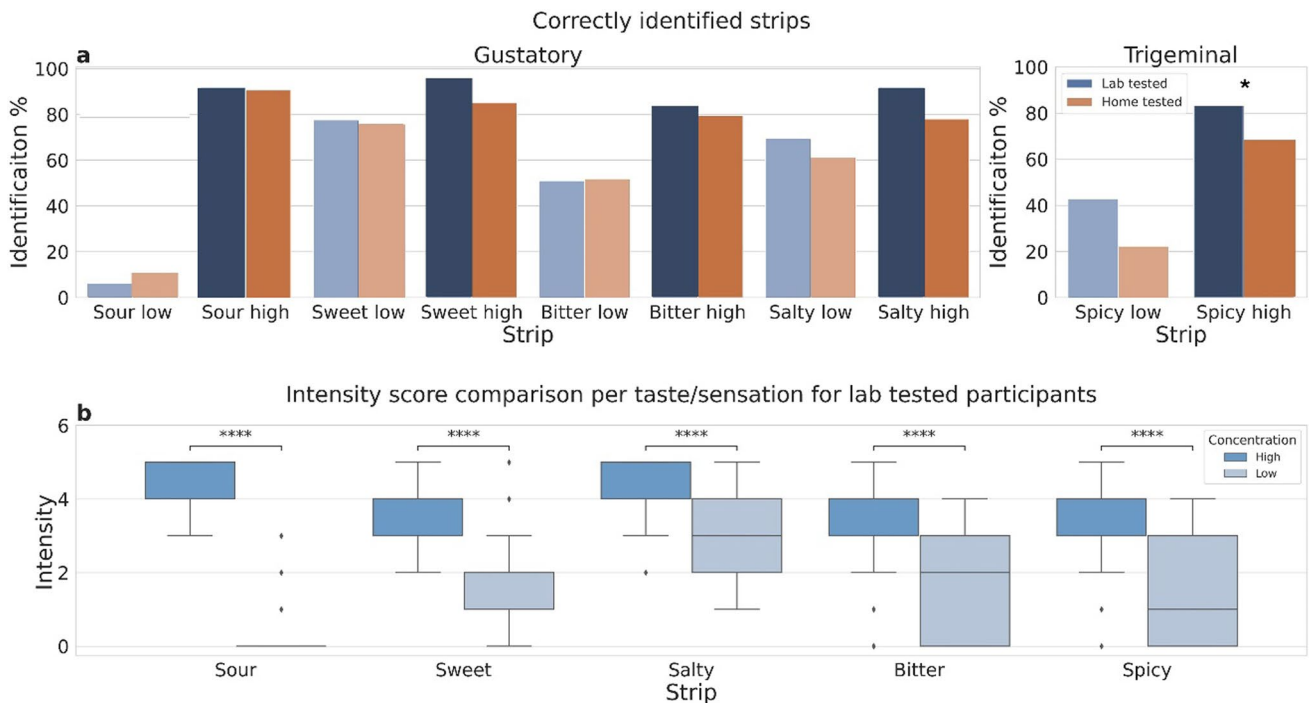 Correctly identified strips
a
Gustatory
Trigeminal
Identificaiton %
100
80
60
40
20
0
Sour low Sour high Sweet low Sweet high Bitter low Bitter high Salty low Salty high
Strip
Identificaiton %
100
80
60
40
20
0
Lab tested
Home tested
*
Spicy low Spicy high
Strip
Intensity score comparison per taste/sensation for lab tested participants
b
Intensity
6
4
2
0
**** **** **** **** ****
Concentration
High
Low
Sour Sweet Salty Bitter Spicy
Strip